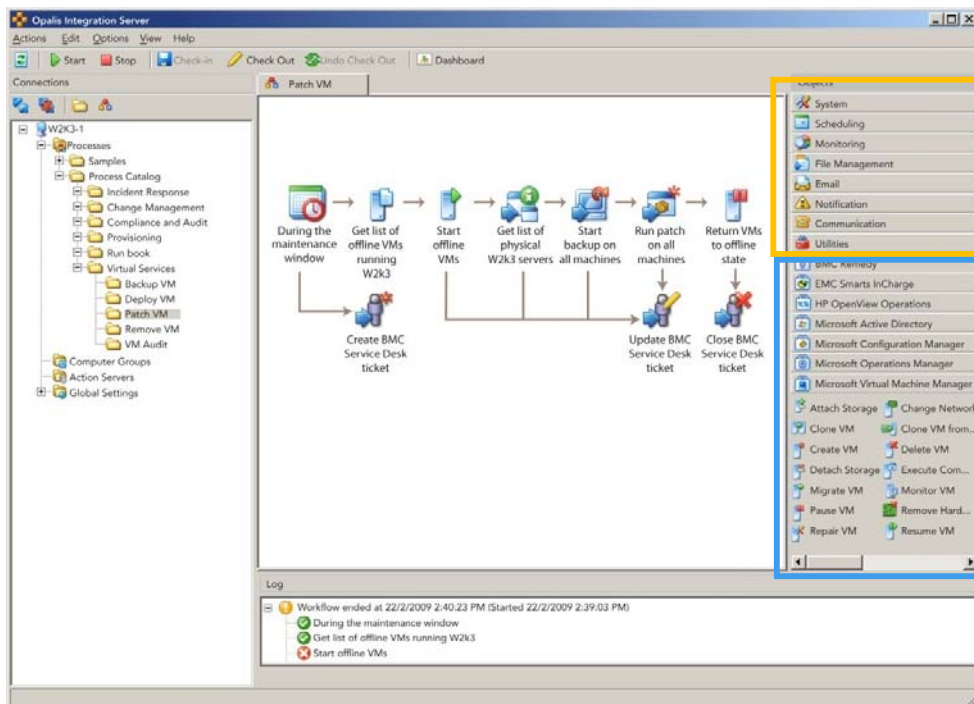 Opalis Integration Server
Actions Edit Options View Help
Start Stop Check-in Check Out Undo Check Out Dashboard
Connections
W2K3-1
Processes
Samples
Process Catalog
Incident Response
Change Management
Compliance and Audit
Provisioning
Run book
Virtual Services
Backup VM
Deploy VM
Patch VM
Remove VM
VM Audit
Computer Groups
Action Servers
Global Settings
Patch VM
During the
maintenance
window
Get list of
offline VMs
running
W2k3
Start
offline
VMs
Get list of
physical
W2k3 servers
Start
backup on
all machines
Run patch
on all
machines
Return VMs
to offline
state
Create BMC
Service Desk
ticket
Update BMC
Service Desk
ticket
Close BMC
Service Desk
ticket
Objects
System
Scheduling
Monitoring
File Management
Email
Notification
Communication
Utilities
BMC Remedy
EMC Smarts InCharge
HP OpenView Operations
Microsoft Active Directory
Microsoft Configuration Manager
Microsoft Operations Manager
Microsoft Virtual Machine Manager
Attach Storage Change Network
Clone VM Clone VM from...
Create VM Delete VM
Detach Storage Execute Com...
Migrate VM Monitor VM
Pause VM Remove Hard...
Repair VM Resume VM
Log
Workflow ended at 22/2/2009 2:40:23 PM (Started 22/2/2009 2:39.03 PM)
During the maintenance window
Get list of offline VMs running W2k3
Start offline VMs